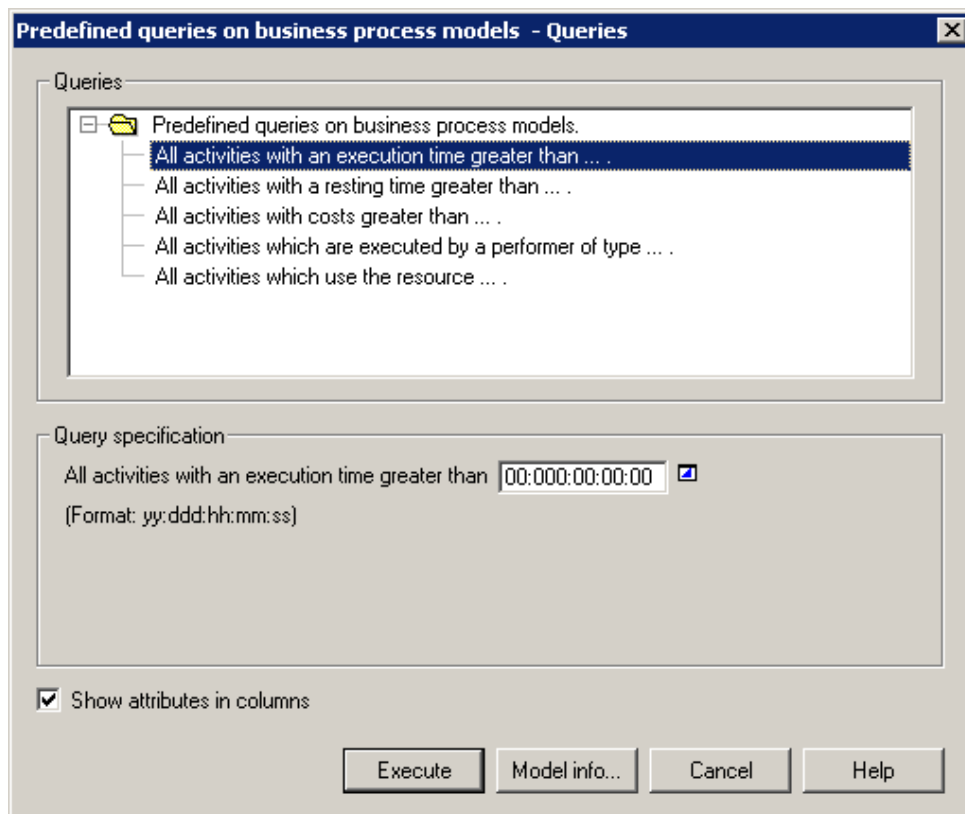 Predefined queries on business process models - Queries
Queries
Predefined queries on business process models.
All activities with an execution time greater than ... .
All activities with a resting time greater than ... .
All activities with costs greater than ... .
All activities which are executed by a performer of type ... .
All activities which use the resource ... .
Query specification
All activities with an execution time greater than 00:000:00:00:00
(Format: yy:ddd:hh:mm:ss)
Show attributes in columns
Execute Model info... Cancel Help